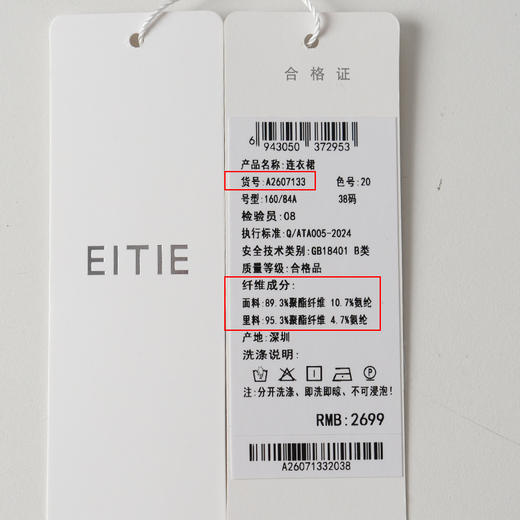 EITIE
合格证
6 943050 372953
产品名称:连衣裙
货号:A2607133 色号:20
号型:160/84A 38码
检验员:08
执行标准:Q/ATA005-2024
安全技术类别:GB18401 B类
质量等级:合格品
纤维成分:
面料:89.3%聚酯纤维 10.7%氨纶
里料:95.3%聚酯纤维 4.7%氨纶
产地:深圳
洗涤说明:
注:分开洗涤、即洗即晾、不可浸泡!
RMB:2699
A26071332038